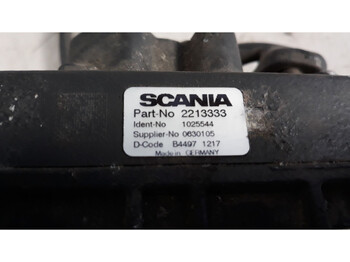 SCANIA
Part-No 2213333
Ident-No 1025544
Supplier-No 0630105
D-Code B4497 1217
Made in GERMANY